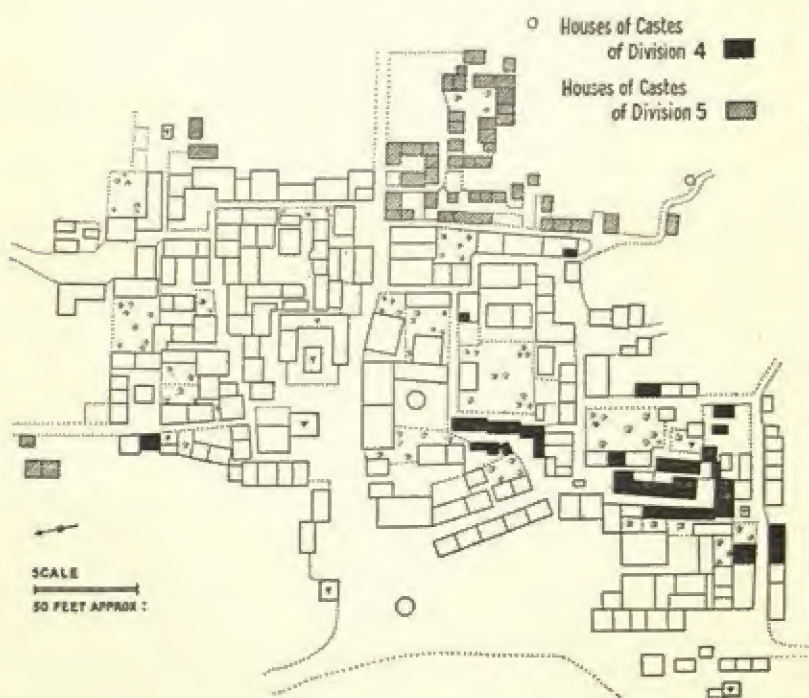 Houses of Castes
of Division 4
Houses of Castes
of Division 5
SCALE
50 FEET APPROX :